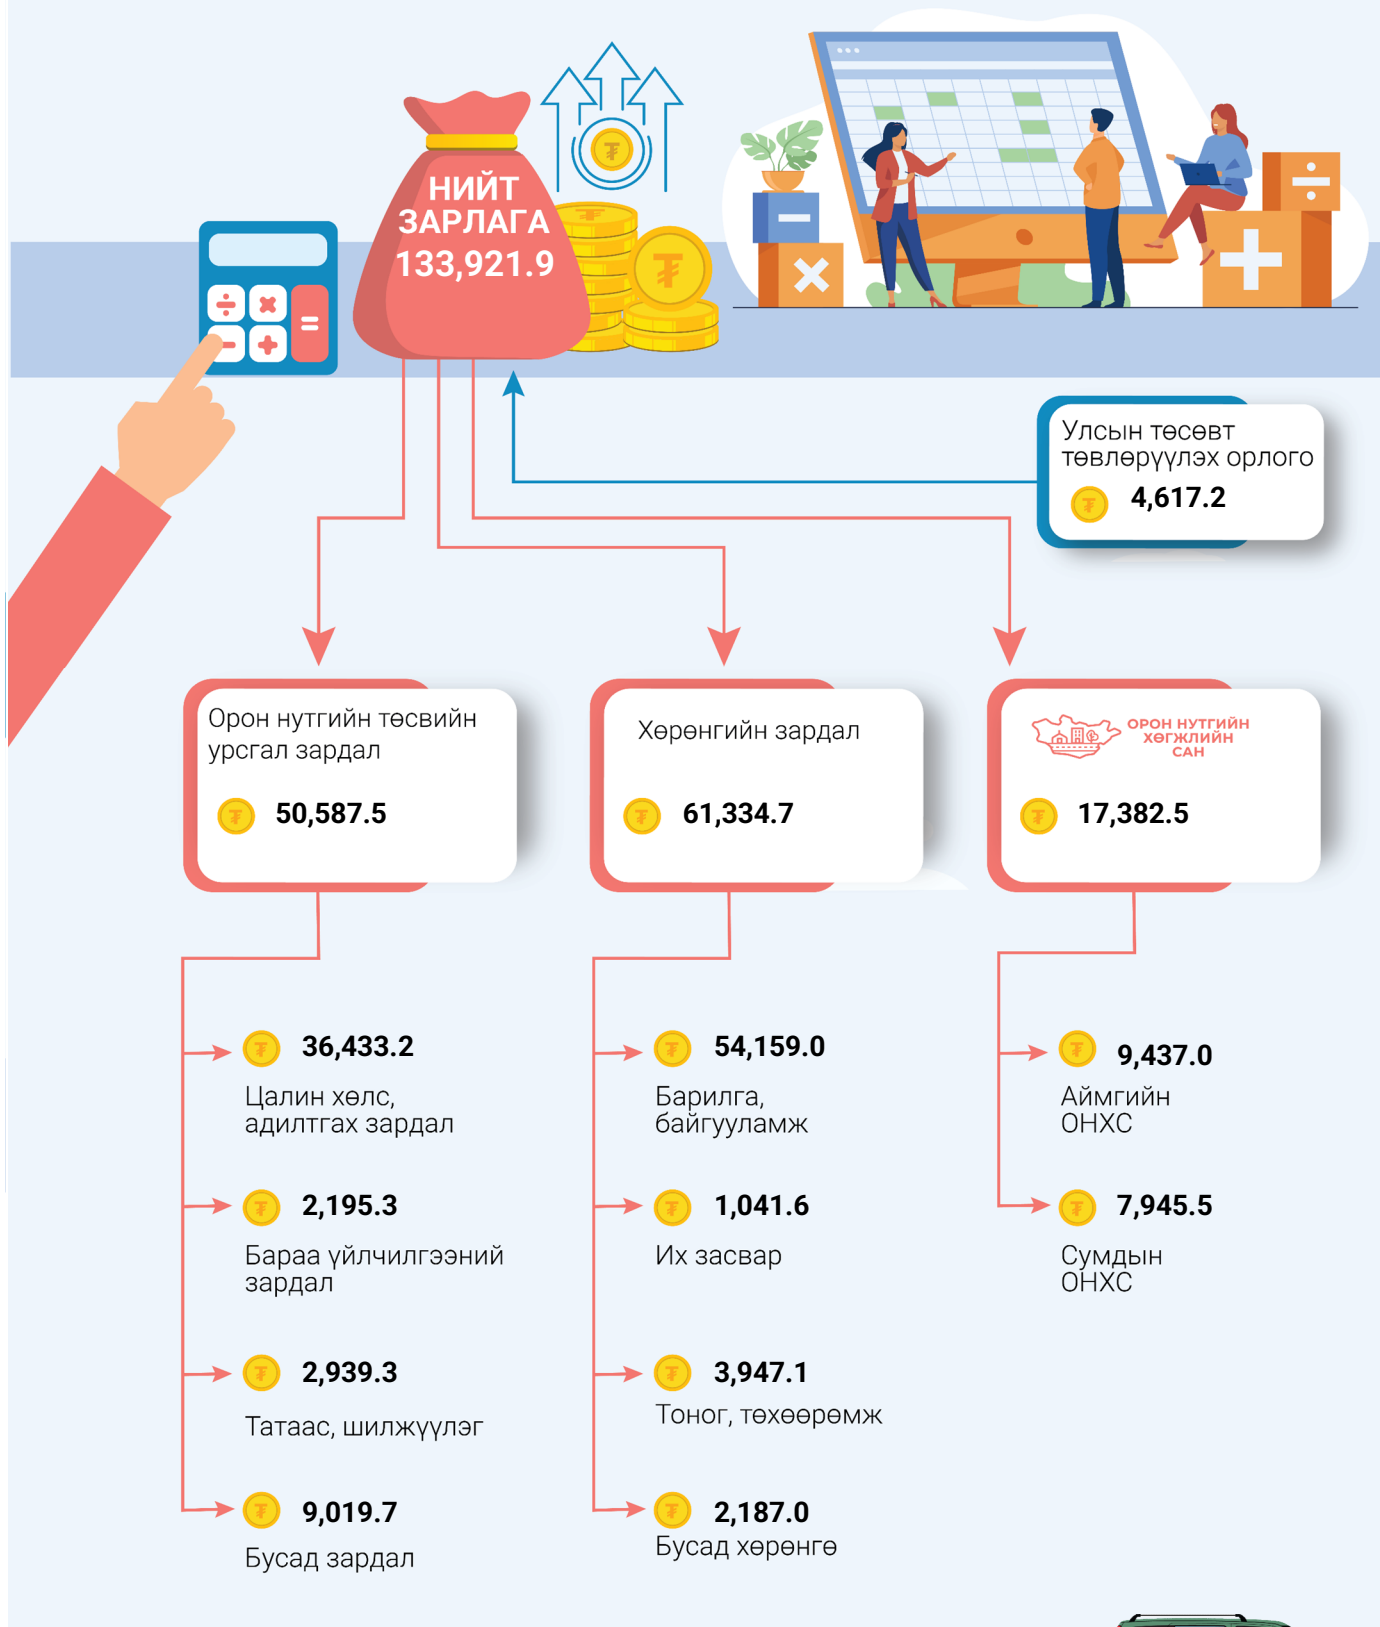 НИЙТ
ЗАРЛАГА
133,921.9
Улсын төсөвт
төвлөрүүлэх орлого
4,617.2
Орон нутгийн төсвийн
урсгал зардал
50,587.5
Хөрөнгийн зардал
61,334.7
ОРОН НУТГИЙН
ХӨГЖЛИЙН
САН
17,382.5
36,433.2
Цалин хөлс,
адилтгах зардал
2,195.3
Бараа үйлчилгээний
зардал
2,939.3
Татаас, шилжүүлэг
9,019.7
Бусад зардал
54,159.0
Барилга,
байгууламж
1,041.6
Их засвар
3,947.1
Тоног, төхөөрөмж
2,187.0
Бусад хөрөнгө
9,437.0
Аймгийн
ОНХС
7,945.5
Сумдын
ОНХС